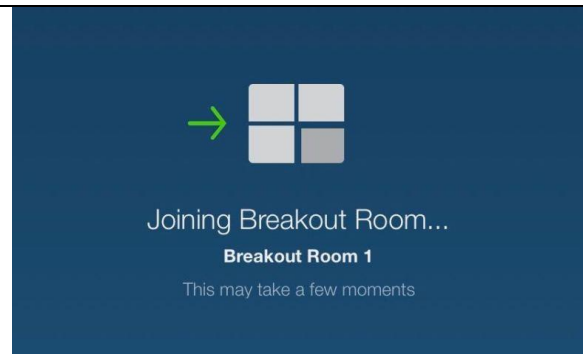 Joining Breakout Room...
Breakout Room 1
This may take a few moments